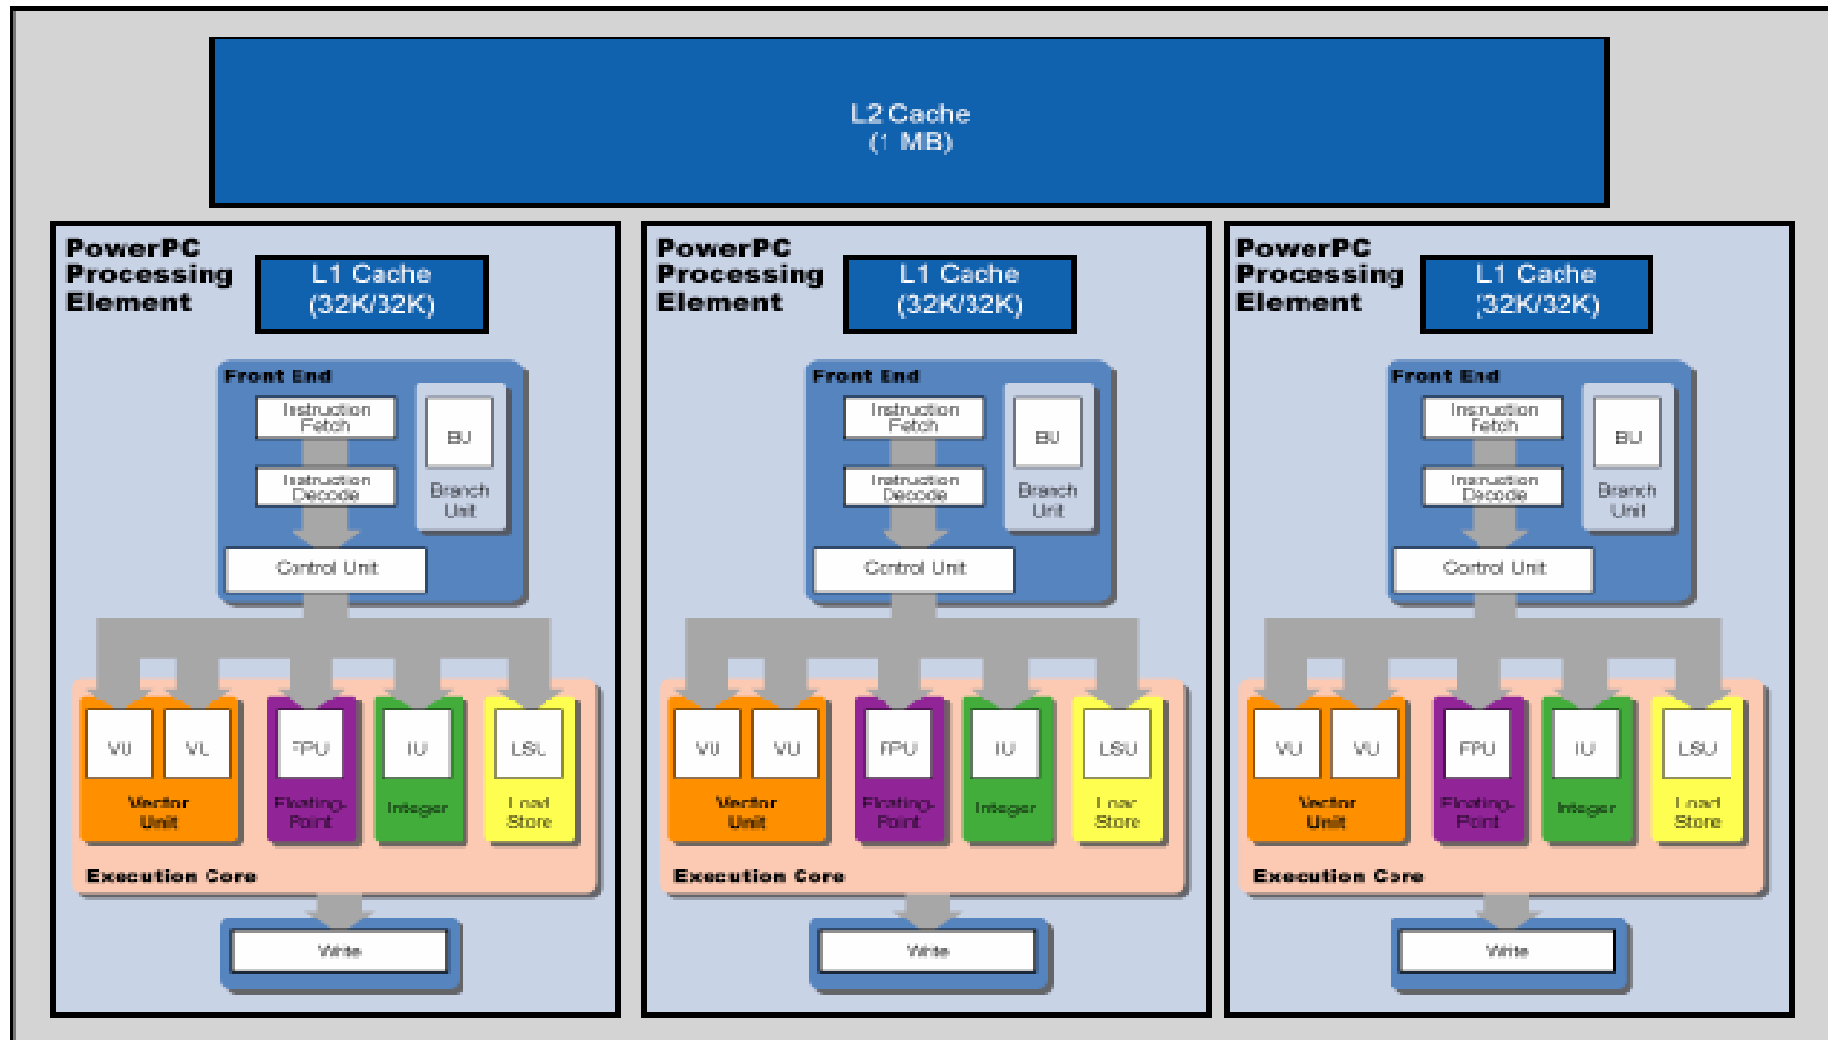 L2 Cache
(1 MB)
PowerPC
Processing
Element
L1 Cache
(32K/32K)
Front End
Instruction
Fetch
BU
Instruction
Decode
Branch
Unit
Control Unit
VU
VU
FPU
IU
LSU
Vector
Unit
Floating-
Point
Integer
Load
Store
Execution Core
Write
PowerPC
Processing
Element
L1 Cache
(32K/32K)
Front End
Instruction
Fetch
BU
Instruction
Decode
Branch
Unit
Control Unit
VU
VU
FPU
IU
LSU
Vector
Unit
Floating-
Point
Integer
Load
Store
Execution Core
Write
PowerPC
Processing
Element
L1 Cache
(32K/32K)
Front End
Instruction
Fetch
BU
Instruction
Decode
Branch
Unit
Control Unit
VU
VU
FPU
IU
LSU
Vector
Unit
Floating-
Point
Integer
Load
Store
Execution Core
Write